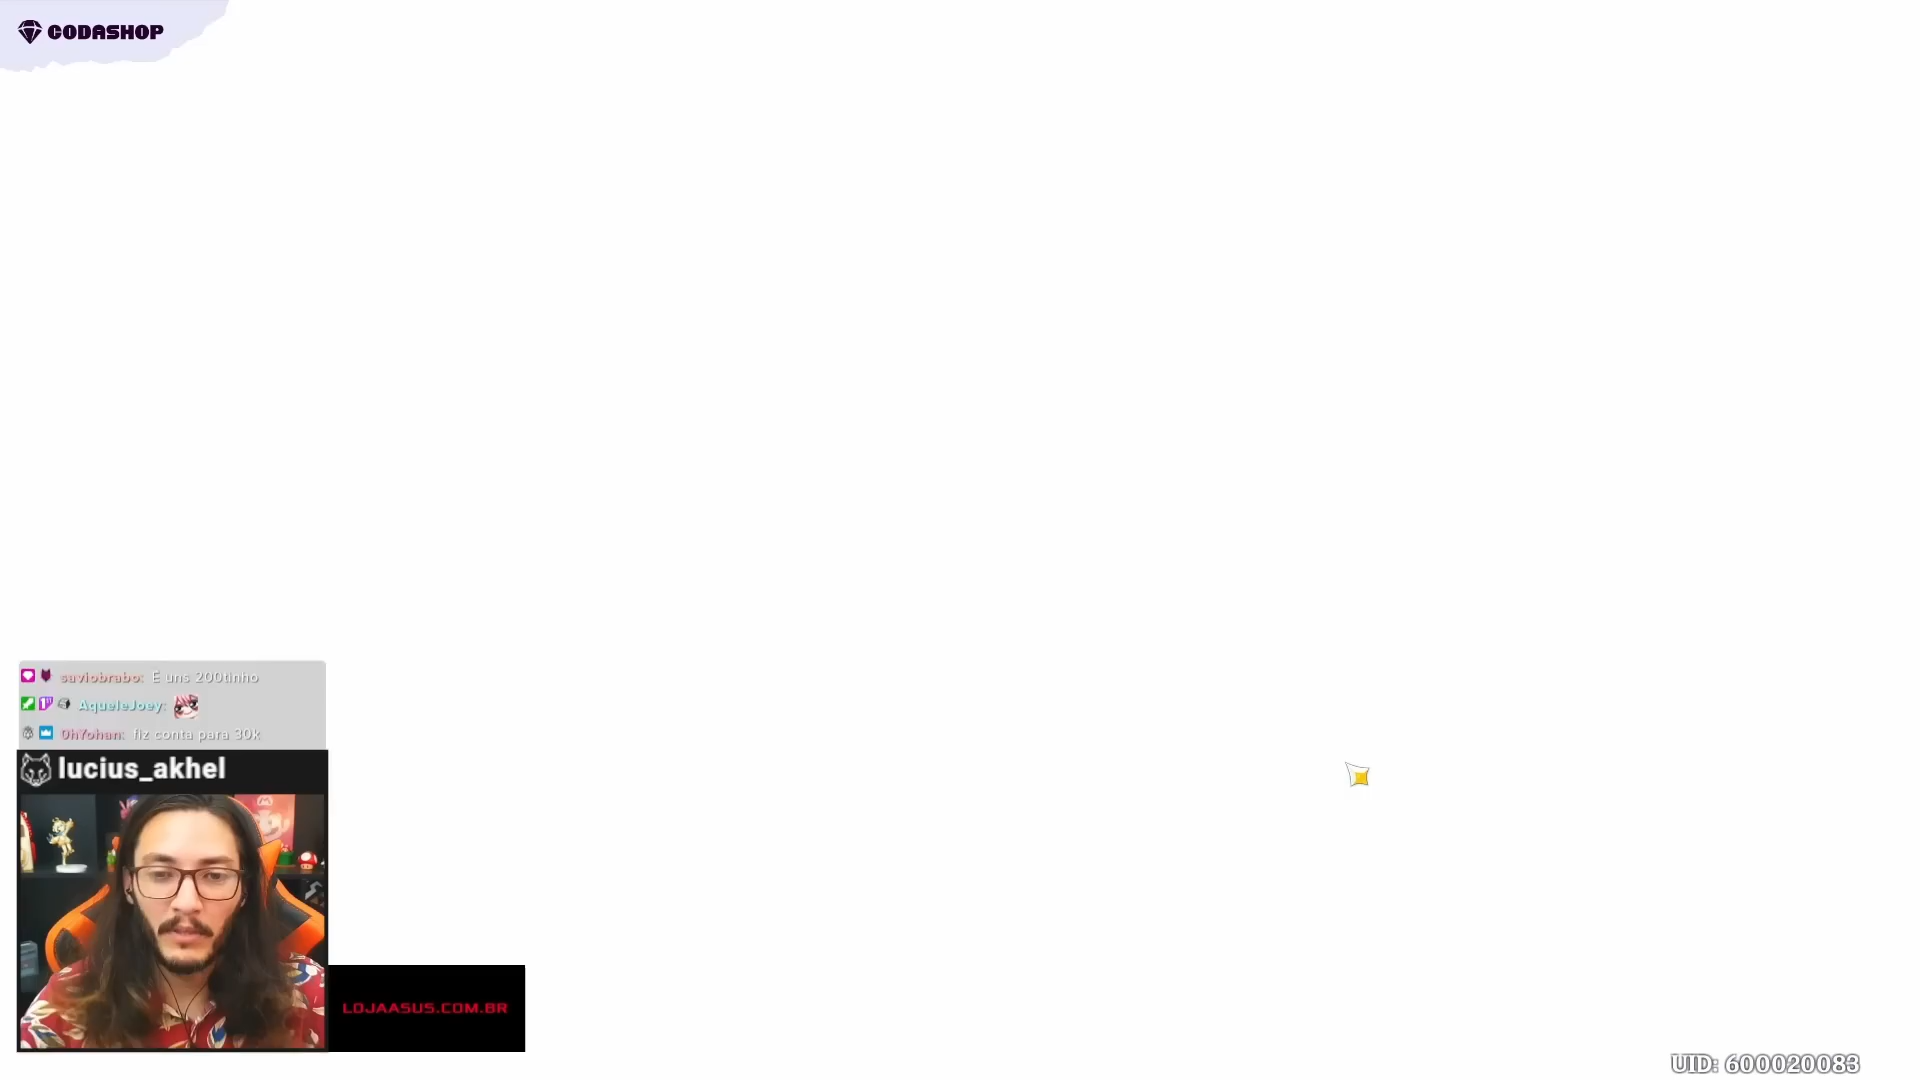 CODASHOP
saviobrabo: É uns 200tinho
AqueleJoey:
OhYohan: fiz conta para 30k
lucius_akhel
LOJAASUS.COM.BR
UID: 600020083